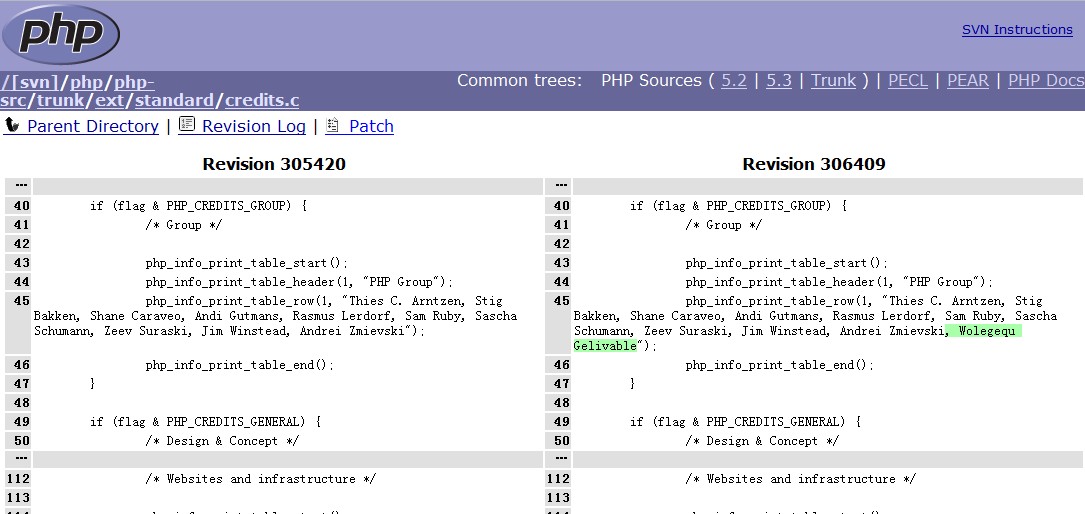 php
SVN Instructions
/[svn]/php/php-
src/trunk/ext/standard/credits.c
Common trees: PHP Sources ( 5.2 | 5.3 | Trunk ) | PECL | PEAR | PHP Docs
Parent Directory | Revision Log | Patch
Revision 305420
...
40 if (flag & PHP_CREDITS_GROUP) {
41 /* Group */
42
43 php_info_print_table_start();
44 php_info_print_table_header(1, "PHP Group");
45 php_info_print_table_row(1, "Thies C. Arntzen, Stig
Bakken, Shane Caraveo, Andi Gutmans, Rasmus Lerdorf, Sam Ruby, Sascha
Schumann, Zeev Suraski, Jim Winstead, Andrei Zmievski");
46 php_info_print_table_end();
47 }
48
49 if (flag & PHP_CREDITS_GENERAL) {
50 /* Design & Concept */
...
112 /* Websites and infrastructure */
113
Revision 306409
...
40 if (flag & PHP_CREDITS_GROUP) {
41 /* Group */
42
43 php_info_print_table_start();
44 php_info_print_table_header(1, "PHP Group");
45 php_info_print_table_row(1, "Thies C. Arntzen, Stig
Bakken, Shane Caraveo, Andi Gutmans, Rasmus Lerdorf, Sam Ruby, Sascha
Schumann, Zeev Suraski, Jim Winstead, Andrei Zmievski, Wolegequ
Gelivable");
46 php_info_print_table_end();
47 }
48
49 if (flag & PHP_CREDITS_GENERAL) {
50 /* Design & Concept */
...
112 /* Websites and infrastructure */
113